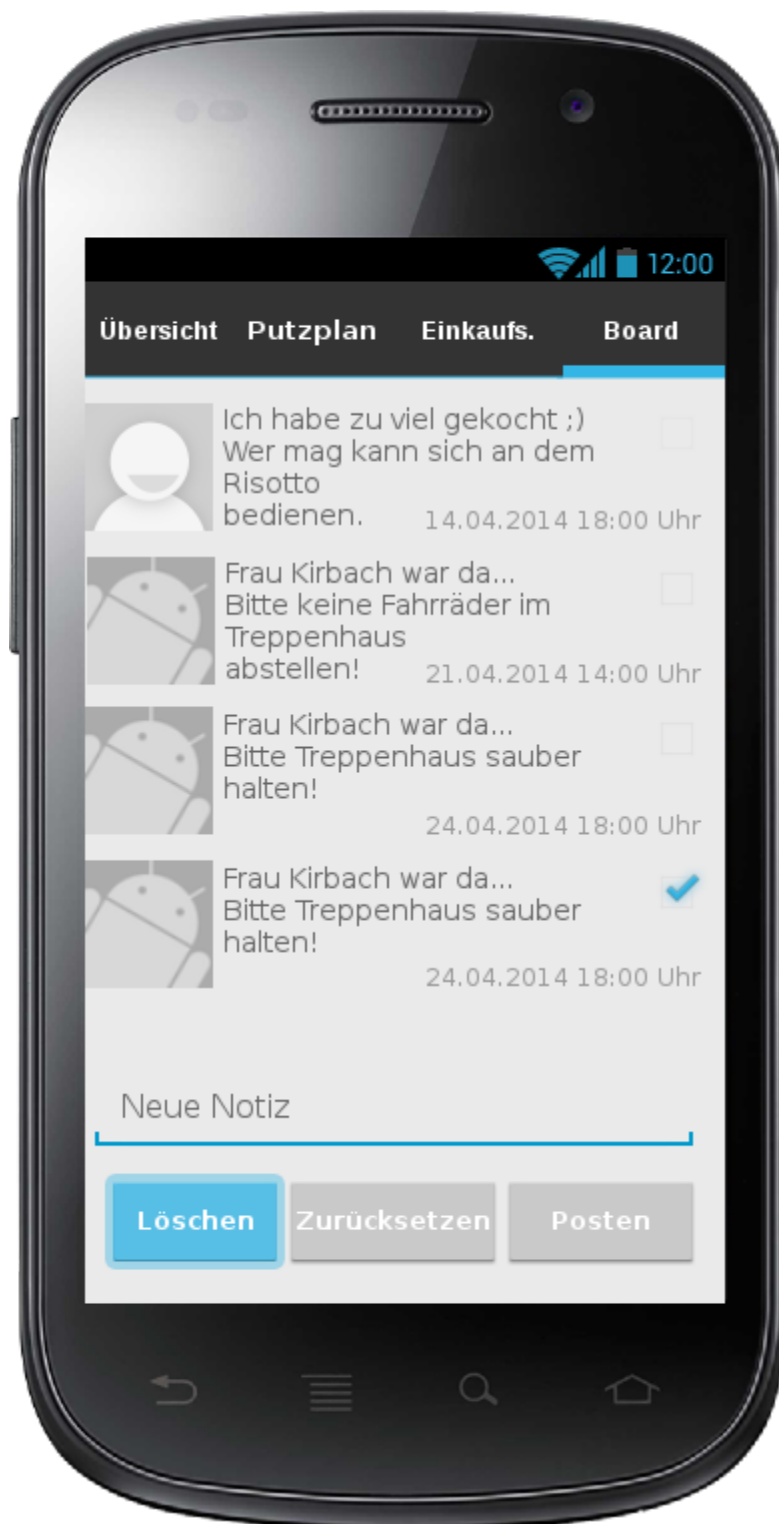 12:00
Übersicht Putzplan Einkaufs. Board
Ich habe zu viel gekocht ;)
Wer mag kann sich an dem
Risotto
bedienen. 14.04.2014 18:00 Uhr
Frau Kirbach war da...
Bitte keine Fahrräder im
Treppenhaus
abstellen! 21.04.2014 14:00 Uhr
Frau Kirbach war da...
Bitte Treppenhaus sauber
halten!
24.04.2014 18:00 Uhr
Frau Kirbach war da...
Bitte Treppenhaus sauber
halten!
24.04.2014 18:00 Uhr
Neue Notiz
Löschen Zurücksetzen Posten